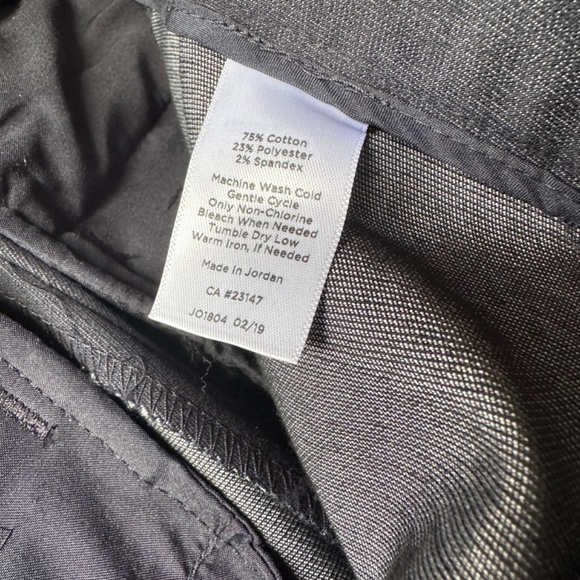 75% Cotton
23% Polyester
2% Spandex
Machine Wash Cold
Gentle Cycle
Only Non-Chlorine
Bleach When Needed
Tumble Dry Low
Warm Iron, If Needed
Made In Jordan
CA #23147
JO1804 02/19